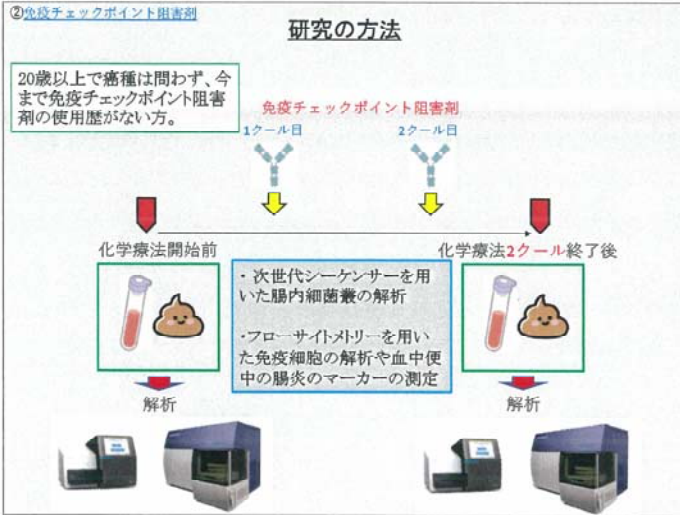 ②免疫チェックポイント阻害剤
研究の方法
20歳以上で癌種は問わず、今
まで免疫チェックポイント阻害
剤の使用歴がない方。
免疫チェックポイント阻害剤
1クール目
2クール目
化学療法開始前
化学療法2クール終了後
・次世代シーケンサーを用
いた腸内細菌叢の解析
・フローサイトメトリーを用い
た免疫細胞の解析や血中便
中の腸炎のマーカーの測定
解析
解析